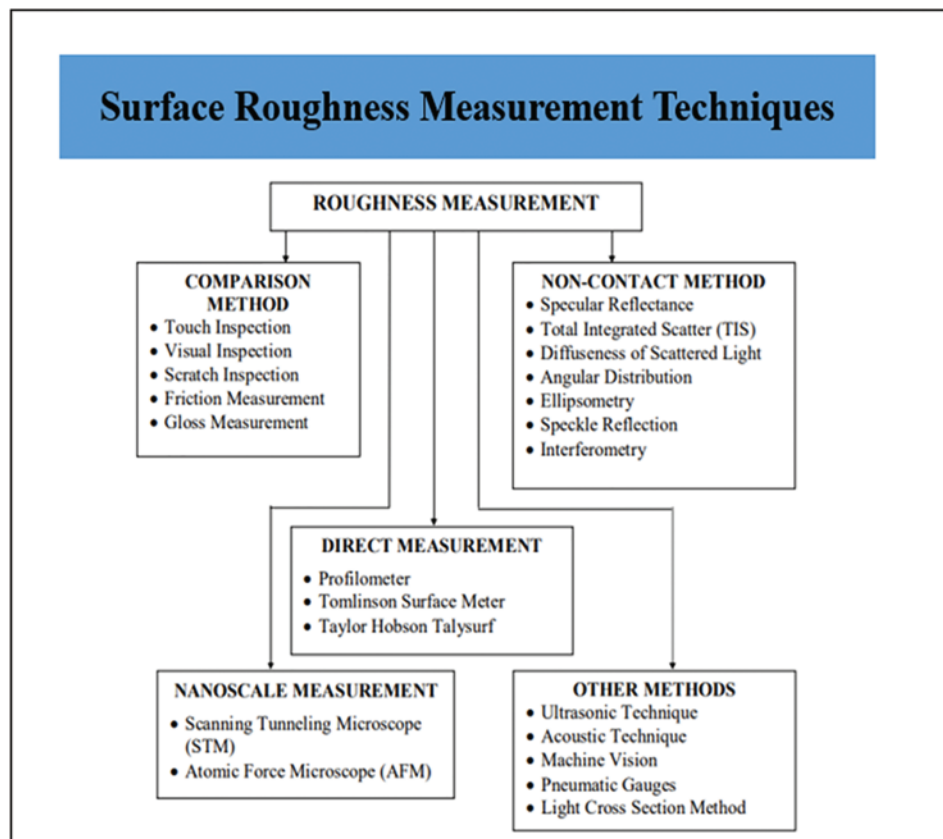 Surface Roughness Measurement Techniques
ROUGHNESS MEASUREMENT
COMPARISON
METHOD
• Touch Inspection
• Visual Inspection
• Scratch Inspection
• Friction Measurement
• Gloss Measurement
NON-CONTACT METHOD
• Specular Reflectance
• Total Integrated Scatter (TIS)
• Diffuseness of Scattered Light
• Angular Distribution
• Ellipsometry
• Speckle Reflection
• Interferometry
DIRECT MEASUREMENT
• Profilometer
• Tomlinson Surface Meter
• Taylor Hobson Talysurf
NANOSCALE MEASUREMENT
• Scanning Tunneling Microscope
(STM)
• Atomic Force Microscope (AFM)
OTHER METHODS
• Ultrasonic Technique
• Acoustic Technique
• Machine Vision
• Pneumatic Gauges
• Light Cross Section Method